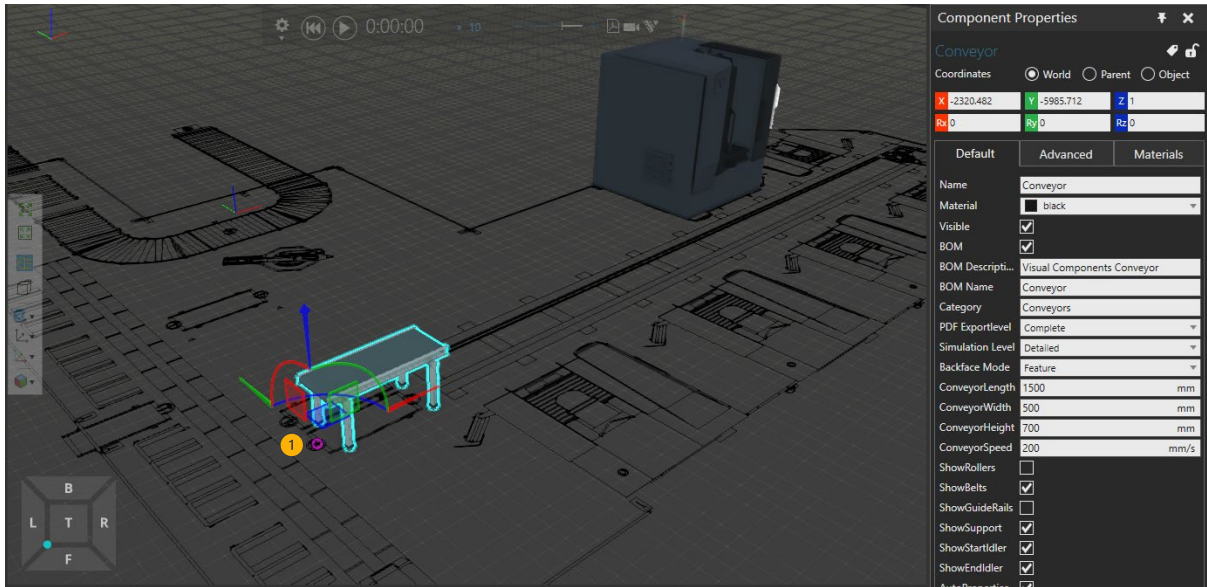 0:00:00
x 10
1
B
L T R
F
Component Properties
Conveyor
Coordinates World Parent Object
X -2320.482 Y -5985.712 Z 1
Rx 0 Ry 0 Rz 0
Default Advanced Materials
Name Conveyor
Material black
Visible
BOM
BOM Descripti... Visual Components Conveyor
BOM Name Conveyor
Category Conveyors
PDF Exportlevel Complete
Simulation Level Detailed
Backface Mode Feature
ConveyorLength 1500 mm
ConveyorWidth 500 mm
ConveyorHeight 700 mm
ConveyorSpeed 200 mm/s
ShowRollers
ShowBelts
ShowGuideRails
ShowSupport
ShowStartIdler
ShowEndIdler
AutoProperties